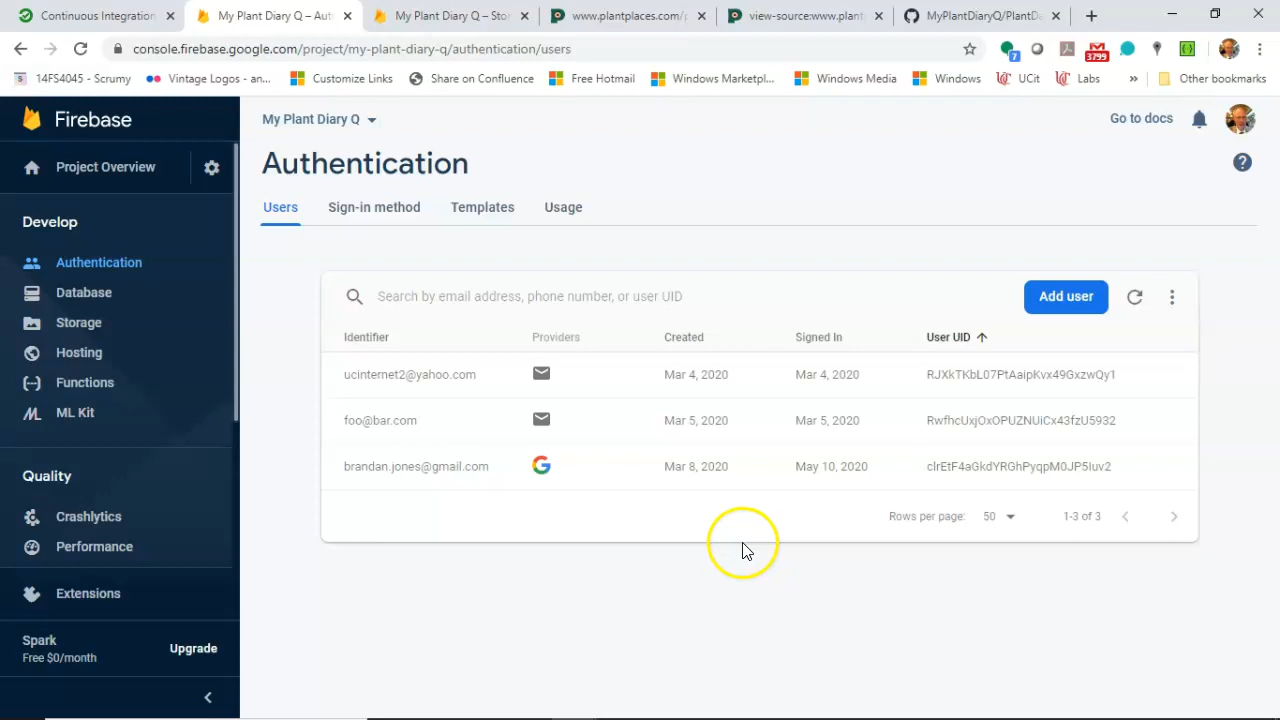 Continuous Integration
My Plant Diary Q – Aut
My Plant Diary Q – Sto
www.plantplaces.com/p
view-source:www.plant
MyPlantDiaryQ/PlantDi
console.firebase.google.com/project/my-plant-diary-q/authentication/users
7
3799
14FS4045 - Scrumy
Vintage Logos - an...
Customize Links
Share on Confluence
Free Hotmail
Windows Marketpl...
Windows Media
Windows
UCit
Labs
»
Other bookmarks
Firebase
My Plant Diary Q
Go to docs
Project Overview
Authentication
Users
Sign-in method
Templates
Usage
Develop
Authentication
Database
Storage
Hosting
Functions
ML Kit
Quality
Crashlytics
Performance
Extensions
Spark
Free $0/month
Upgrade
Search by email address, phone number, or user UID
Add user
Identifier Providers Created Signed In User UID
ucinternet2@yahoo.com Mar 4, 2020 Mar 4, 2020 RJXkTKbL07PtAaipKvx49GxzwQy1
foo@bar.com Mar 5, 2020 Mar 5, 2020 RwfhcUxjOxOPUZNUiCx43fzU5932
brandan.jones@gmail.com Mar 8, 2020 May 10, 2020 clrEtF4aGkdYRGhPyqpM0JP5Iuv2
Rows per page: 50 1-3 of 3